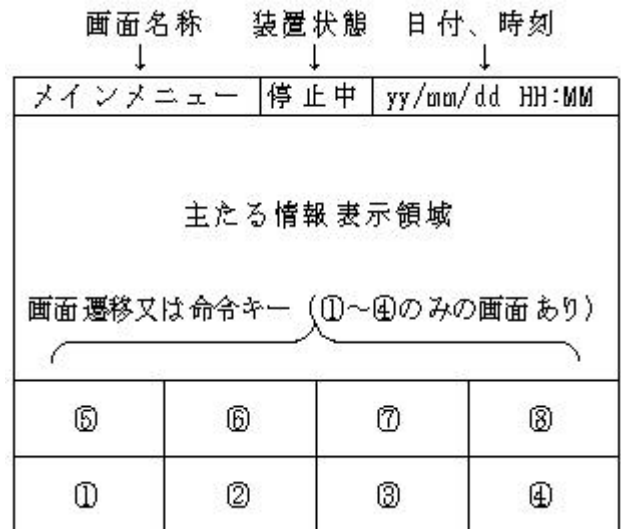 画面名称 装置状態 日付、時刻
メインメニュー 停止中 yy/mm/dd HH:MM
主たる情報表示領域
画面遷移又は命令キー（①～④のみの画面あり）
⑤ ⑥ ⑦ ⑧
① ② ③ ④